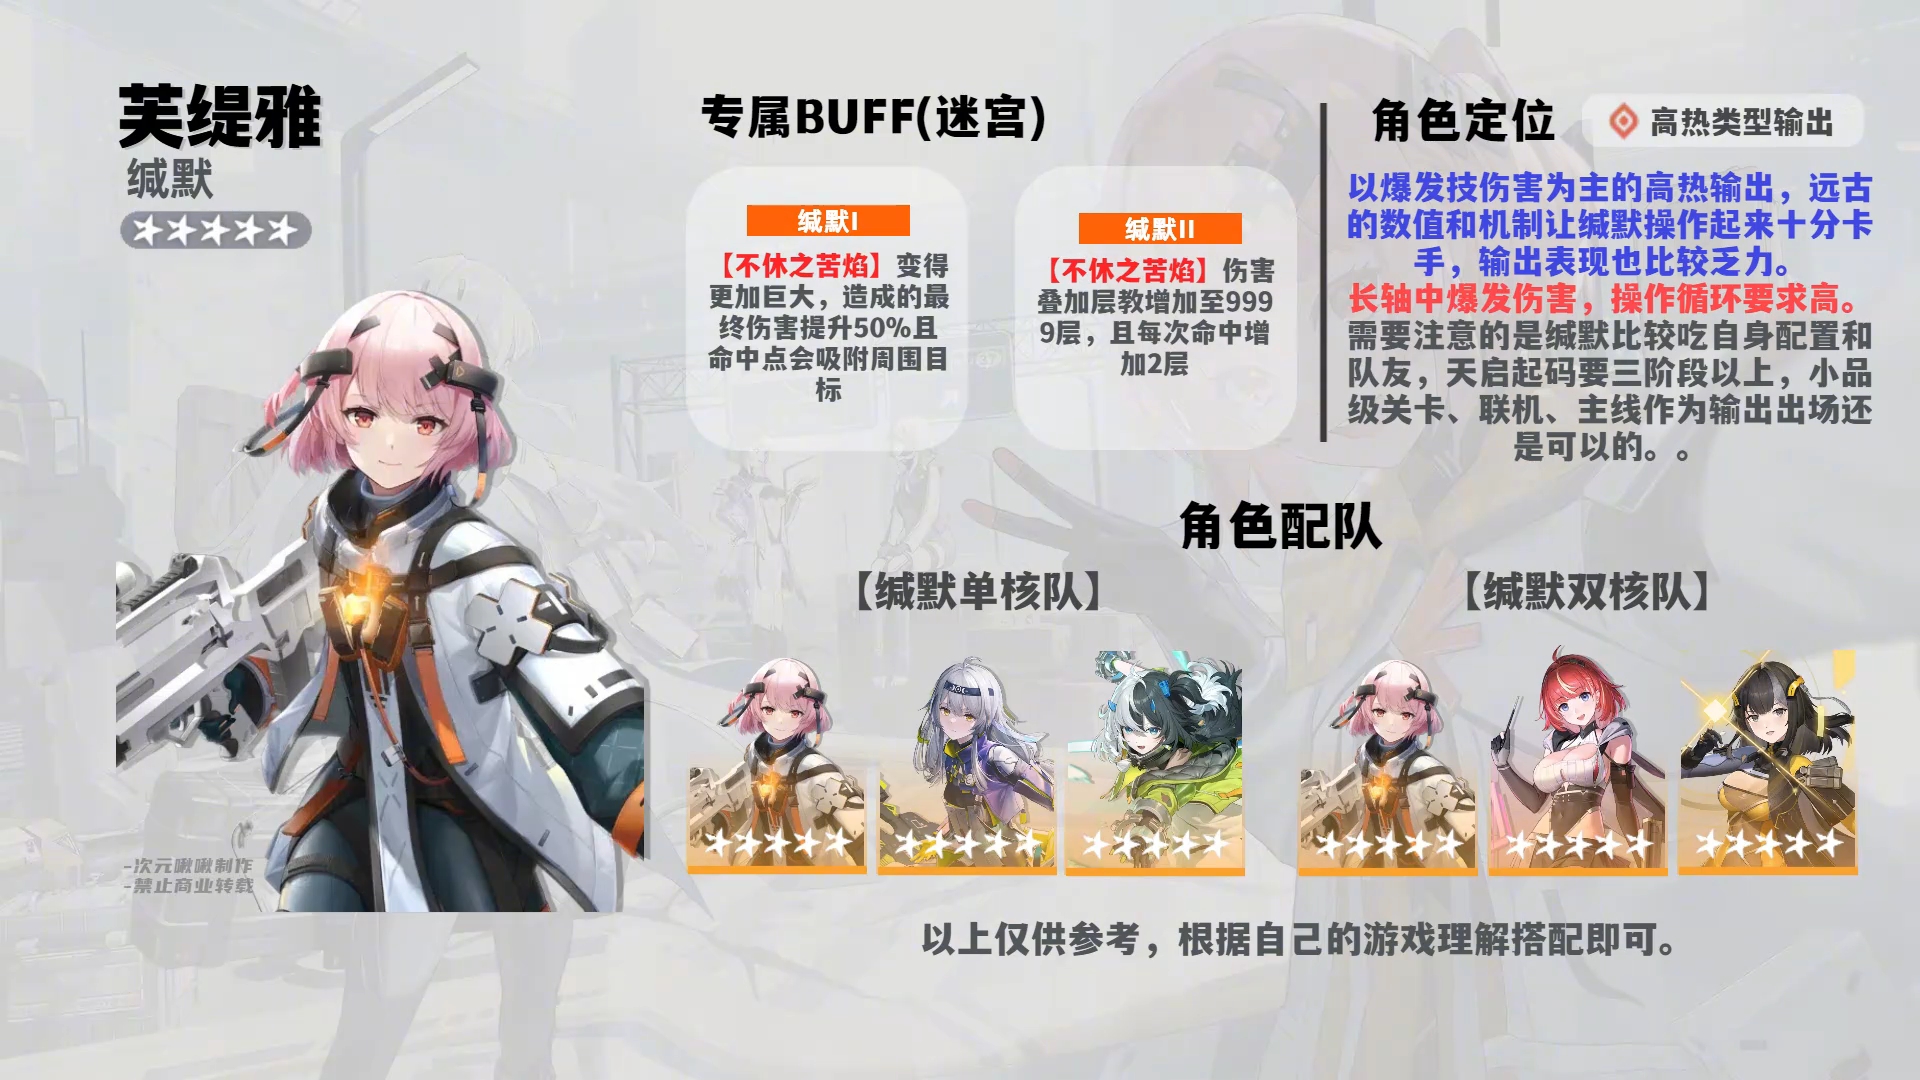 芙缇雅
缄默
专属BUFF(迷宫)
缄默I
【不休之苦焰】变得
更加巨大，造成的最
终伤害提升50%且
命中点会吸附周围目
标
缄默II
【不休之苦焰】伤害
叠加层教增加至999
9层，且每次命中增
加2层
角色定位
高热类型输出
以爆发技伤害为主的高热输出，远古
的数值和机制让缄默操作起来十分卡
手，输出表现也比较乏力。
长轴中爆发伤害，操作循环要求高。
需要注意的是缄默比较吃自身配置和
队友，天启起码要三阶段以上，小品
级关卡、联机、主线作为输出出场还
是可以的。。
角色配队
【缄默单核队】
【缄默双核队】
-次元啾啾制作
-禁止商业转载
以上仅供参考，根据自己的游戏理解搭配即可。